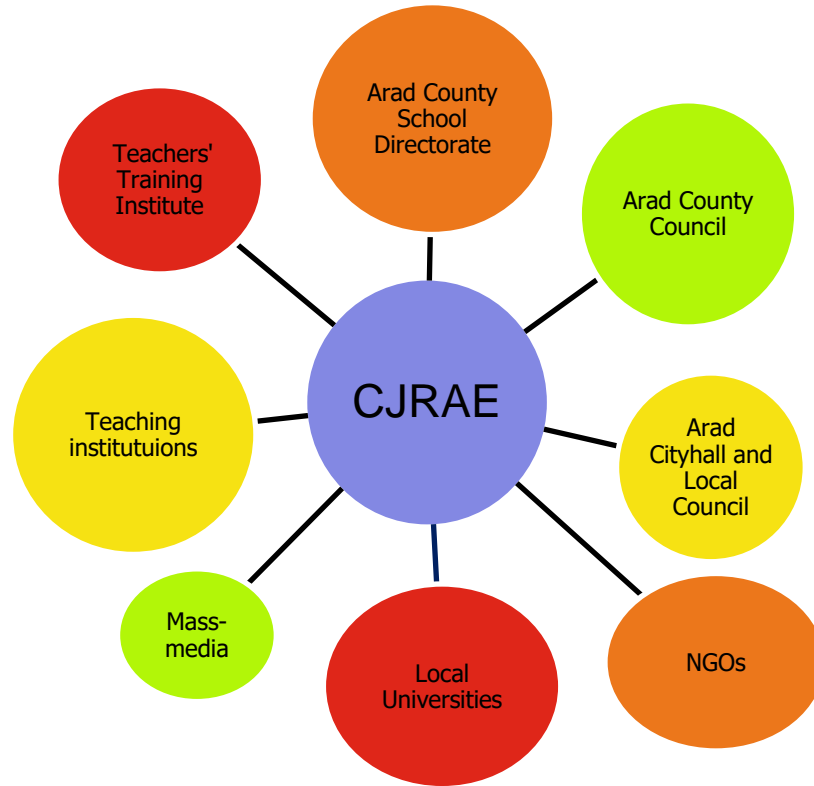 Arad County
School
Directorate
Teachers'
Training
Institute
Arad County
Council
CJRAE
Teaching
institutuions
Arad
Cityhall and
Local
Council
Mass-
media
Local
Universities
NGOs